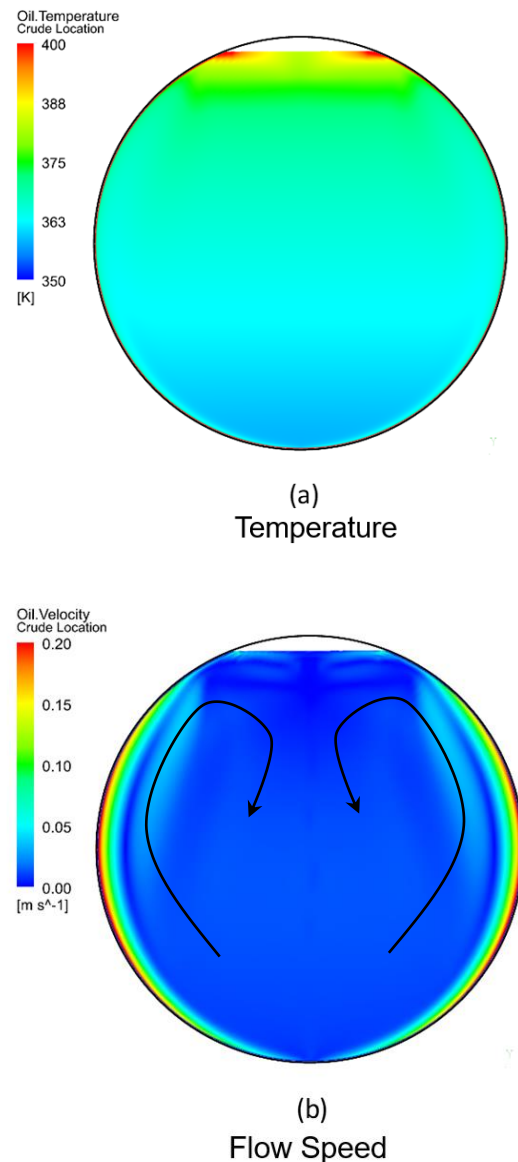 Oil.Temperature
Crude Location
400
388
375
363
350
[K]
(a)
Temperature
Oil.Velocity
Crude Location
0.20
0.15
0.10
0.05
0.00
[m s^-1]
(b)
Flow Speed